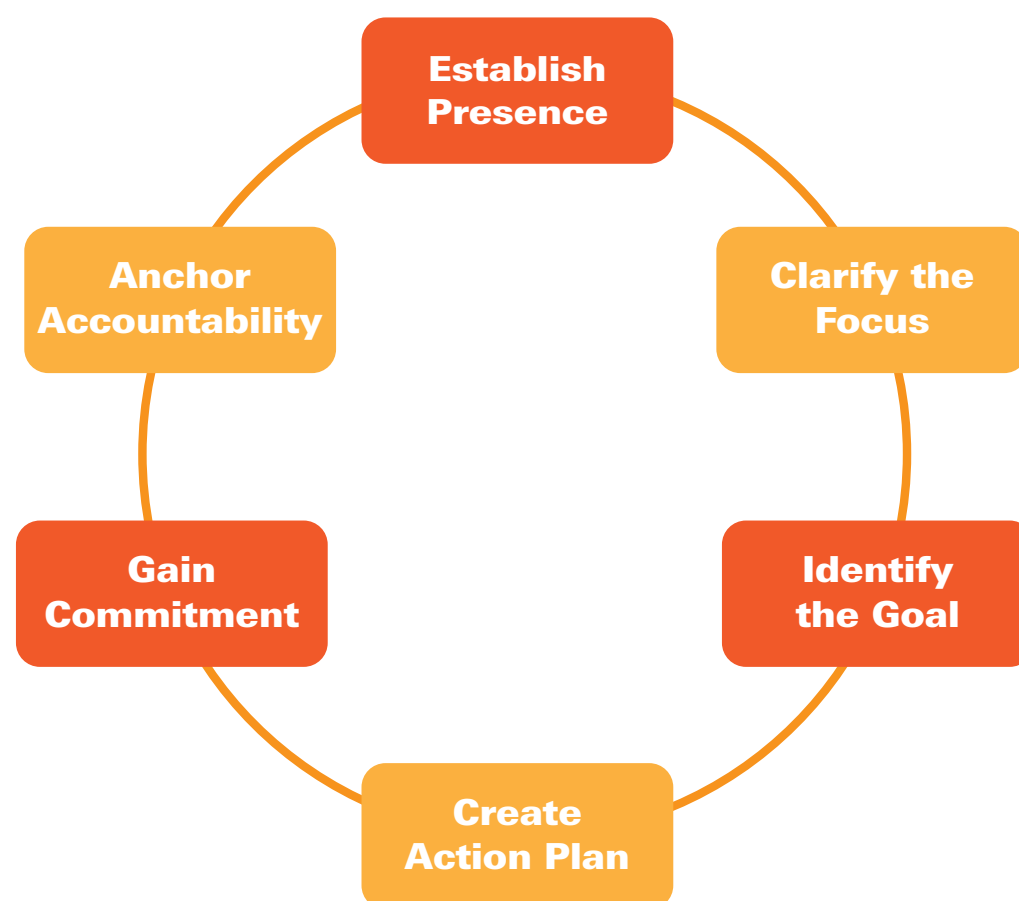 Establish
Presence
Clarify the
Focus
Identify
the Goal
Create
Action Plan
Gain
Commitment
Anchor
Accountability